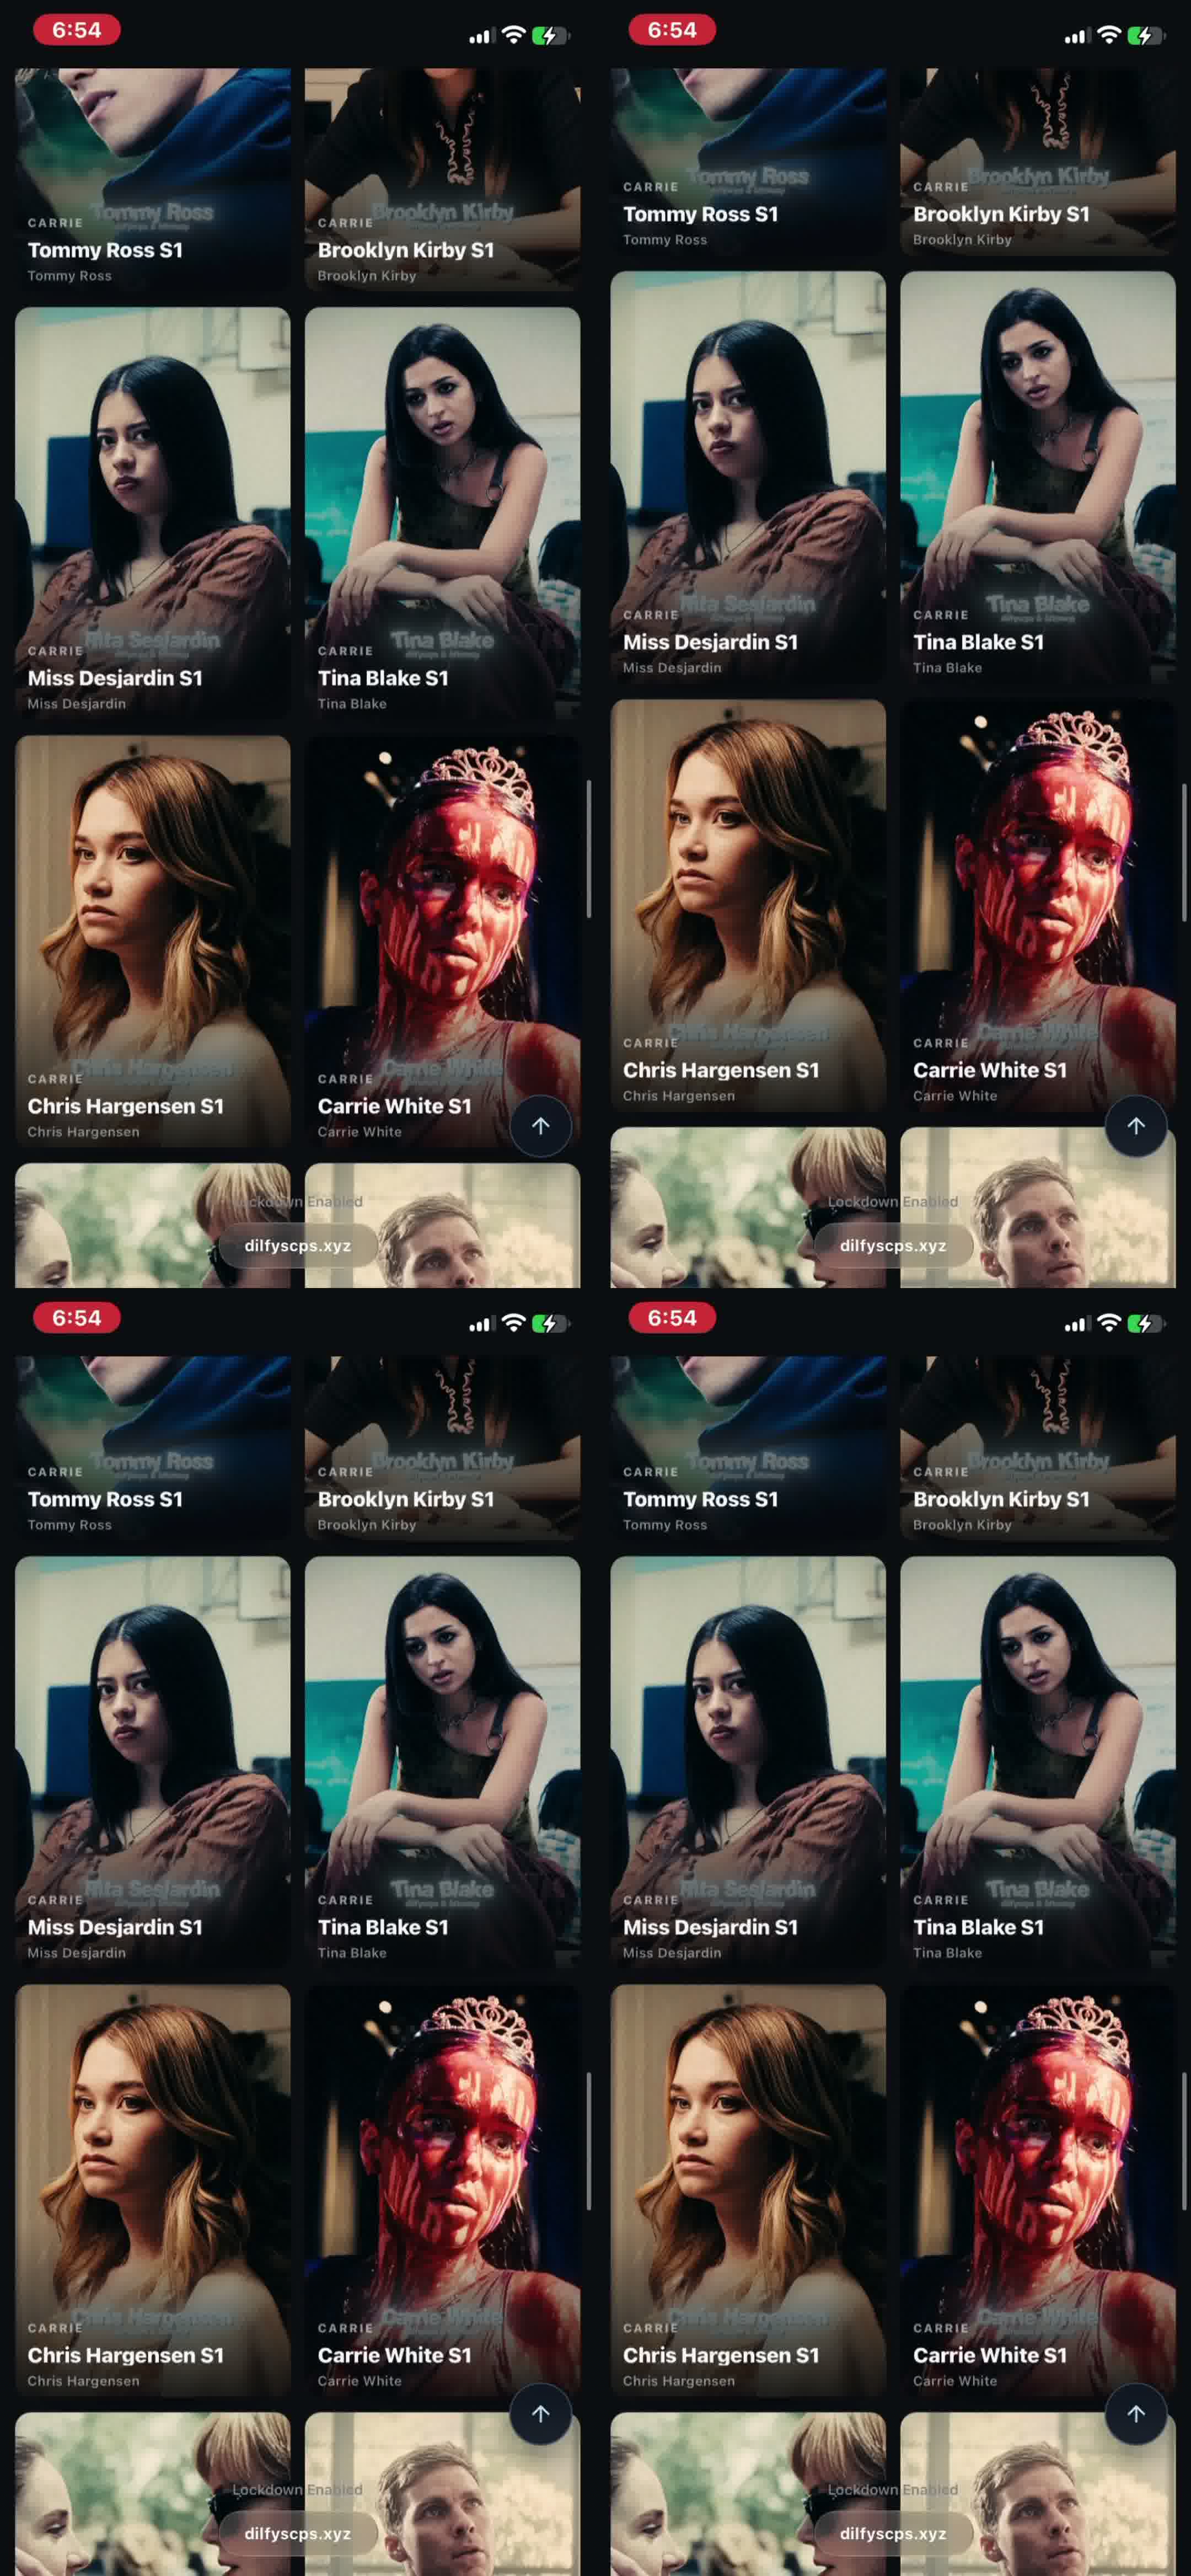 6:54
Tommy Ross
CARRIE
Tommy Ross S1
Tommy Ross
Brooklyn Kirby
CARRIE
Brooklyn Kirby S1
Brooklyn Kirby
CARRIE
Miss Desjardin S1
Miss Desjardin
Tina Blake
CARRIE
Tina Blake S1
Tina Blake
Chris Hargensen
CARRIE
Chris Hargensen S1
Chris Hargensen
Carrie White
CARRIE
Carrie White S1
Carrie White
Lockdown Enabled
dilfyscps.xyz
6:54
Tommy Ross
CARRIE
Tommy Ross S1
Tommy Ross
Brooklyn Kirby
CARRIE
Brooklyn Kirby S1
Brooklyn Kirby
CARRIE
Miss Desjardin S1
Miss Desjardin
Tina Blake
CARRIE
Tina Blake S1
Tina Blake
Chris Hargensen
CARRIE
Chris Hargensen S1
Chris Hargensen
Carrie White
CARRIE
Carrie White S1
Carrie White
Lockdown Enabled
dilfyscps.xyz
6:54
Tommy Ross
CARRIE
Tommy Ross S1
Tommy Ross
Brooklyn Kirby
CARRIE
Brooklyn Kirby S1
Brooklyn Kirby
CARRIE
Miss Desjardin S1
Miss Desjardin
Tina Blake
CARRIE
Tina Blake S1
Tina Blake
Chris Hargensen
CARRIE
Chris Hargensen S1
Chris Hargensen
Carrie White
CARRIE
Carrie White S1
Carrie White
Lockdown Enabled
dilfyscps.xyz
6:54
Tommy Ross
CARRIE
Tommy Ross S1
Tommy Ross
Brooklyn Kirby
CARRIE
Brooklyn Kirby S1
Brooklyn Kirby
CARRIE
Miss Desjardin S1
Miss Desjardin
Tina Blake
CARRIE
Tina Blake S1
Tina Blake
Chris Hargensen
CARRIE
Chris Hargensen S1
Chris Hargensen
Carrie White
CARRIE
Carrie White S1
Carrie White
Lockdown Enabled
dilfyscps.xyz